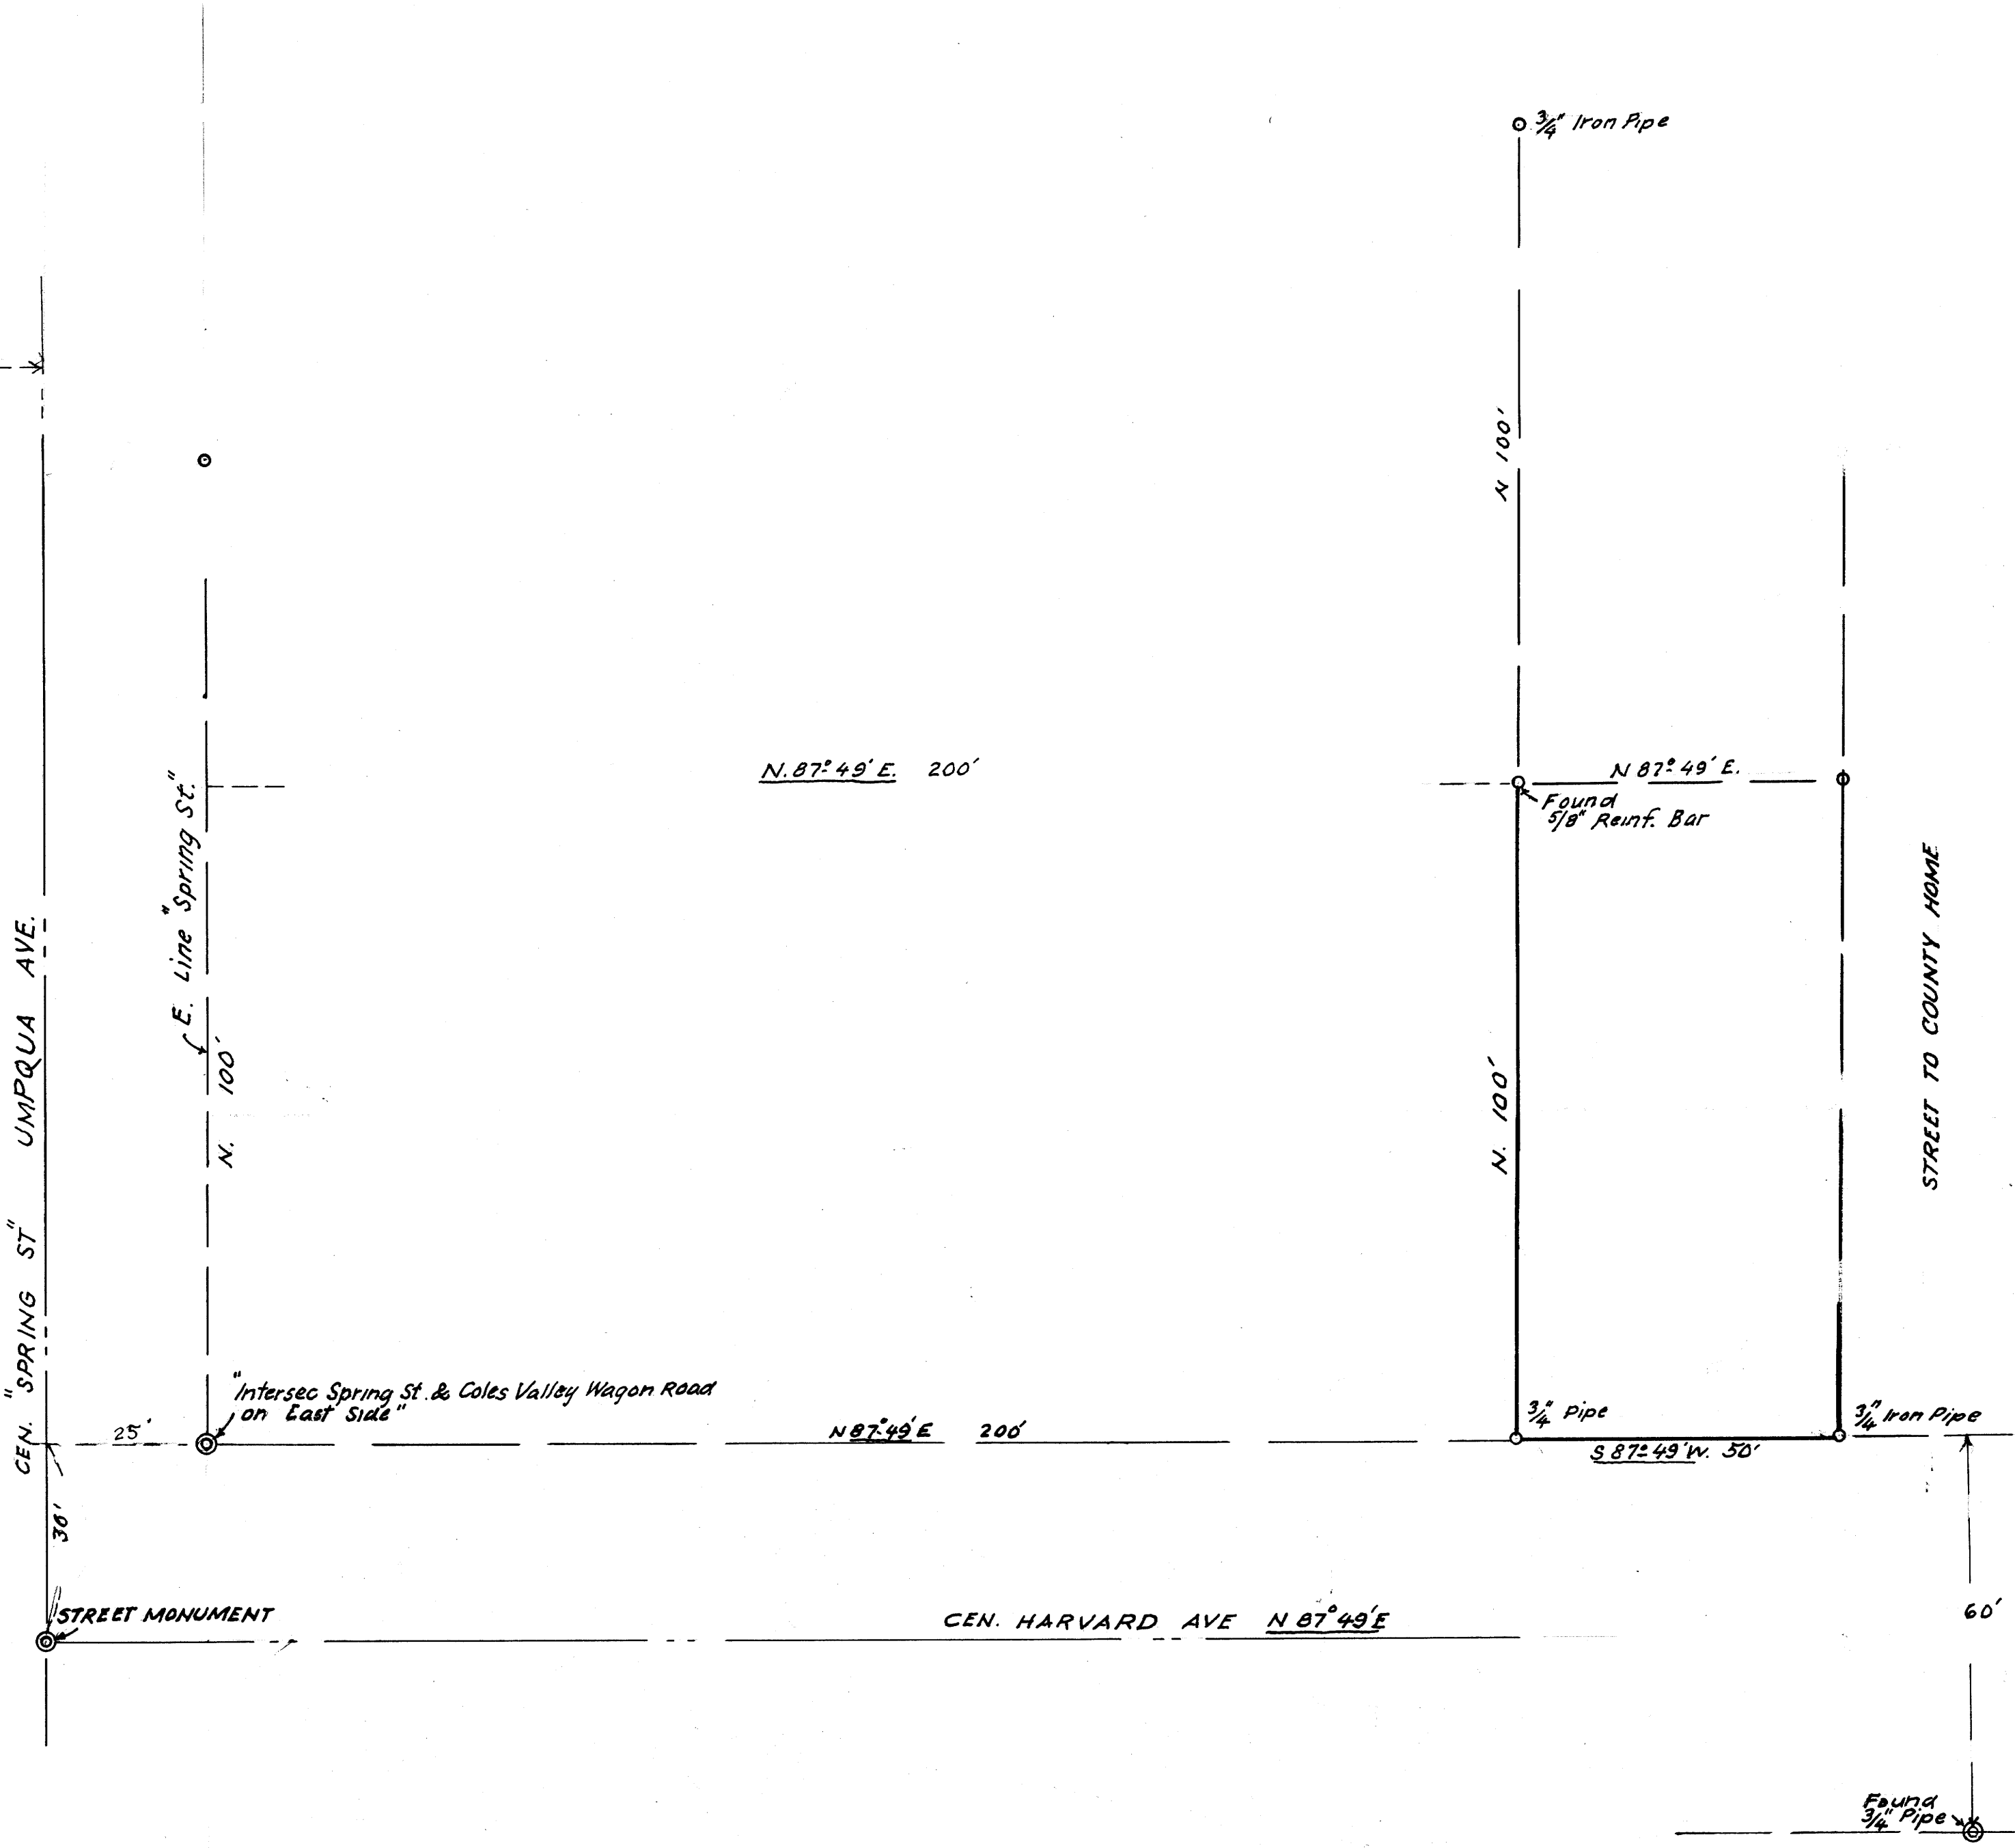 3/4" Iron Pipe
N 100'
N. 87° 49' E. 200'
N 87° 49' E.
Found
5/8" Reinf. Bar
E. Line "Spring St."
N. 100'
N. 100'
STREET TO COUNTY HOME
CEN. "SPRING ST" UMPQUA AVE.
"Intersec Spring St. & Coles Valley Wagon Road
on East Side"
25'
N 87° 49' E 200'
3/4" Pipe
3/4" Iron Pipe
S 87° 49' W. 50'
30'
STREET MONUMENT
CEN. HARVARD AVE N 87° 49' E
60'
Found
3/4" Pipe